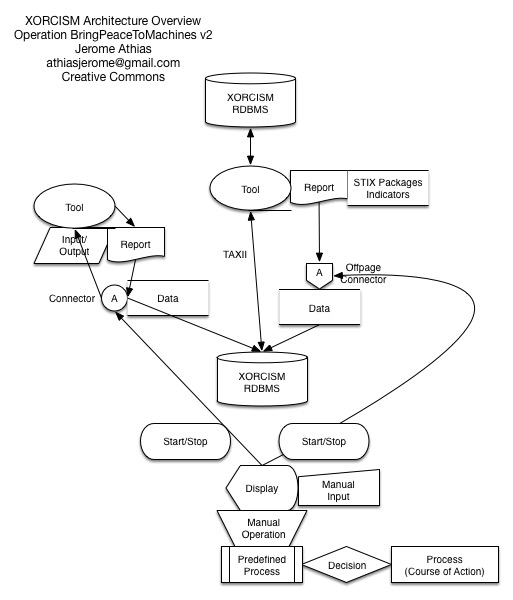 XORCISM Architecture Overview
Operation BringPeaceToMachines v2
Jerome Athias
athiasjerome@gmail.com
Creative Commons
XORCISM
RDBMS
Tool
Report
STIX Packages
Indicators
Tool
Input/
Output
Report
TAXII
A
Offpage
Connector
Connector
A
Data
Data
XORCISM
RDBMS
Start/Stop
Start/Stop
Display
Manual
Input
Manual
Operation
Predefined
Process
Decision
Process
(Course of Action)